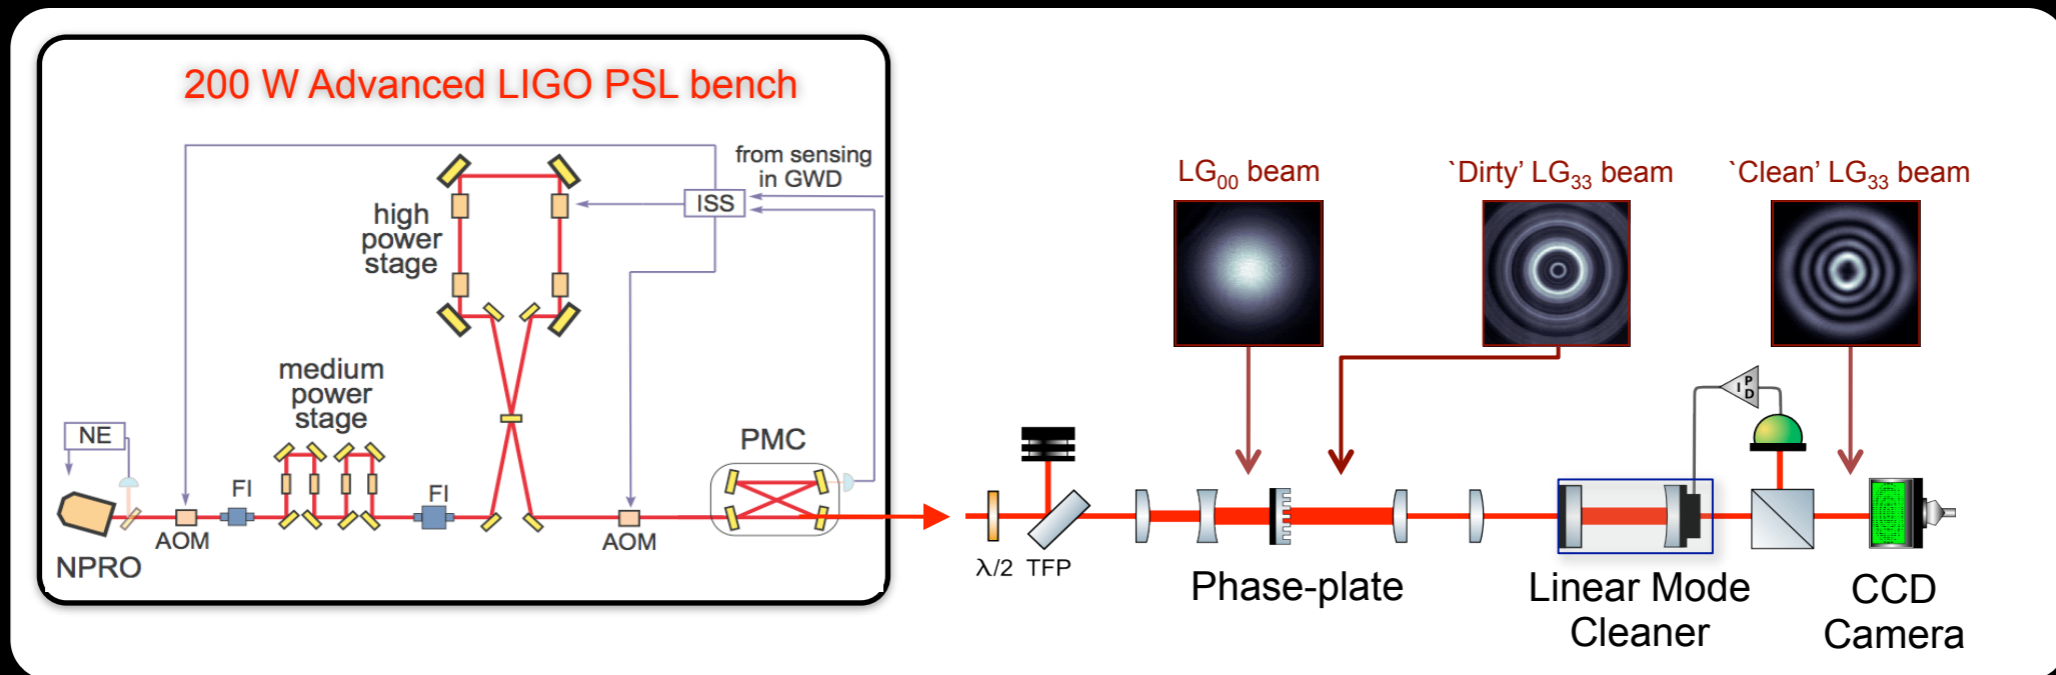 200 W Advanced LIGO PSL bench
from sensing
in GWD
ISS
high
power
stage
medium
power
stage
NE
FI
FI
PMC
AOM
AOM
NPRO
LG₀₀ beam
`Dirty’ LG₃₃ beam
`Clean’ LG₃₃ beam
P
I
D
λ/2 TFP
Phase-plate
Linear Mode
Cleaner
CCD
Camera